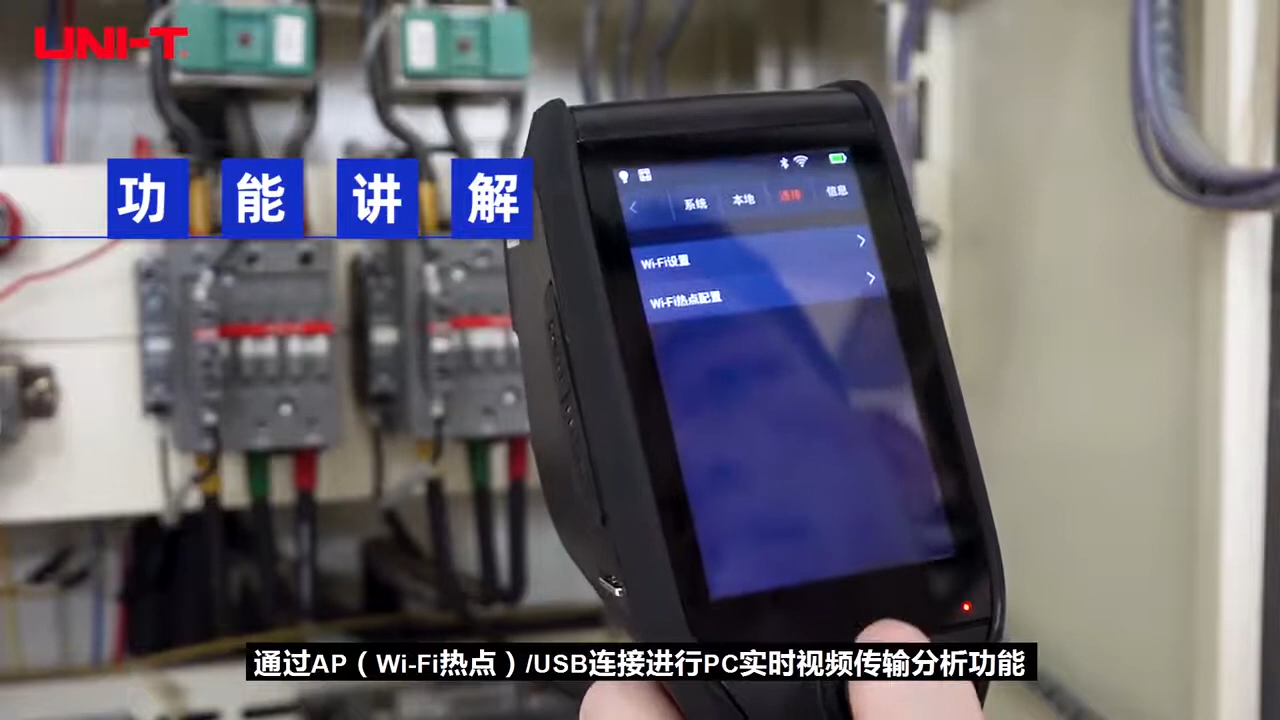 UNI-T
功能讲解
系统 本地 连接 信息
Wi-Fi设置
Wi-Fi热点配置
通过AP（Wi-Fi热点）/USB连接进行PC实时视频传输分析功能